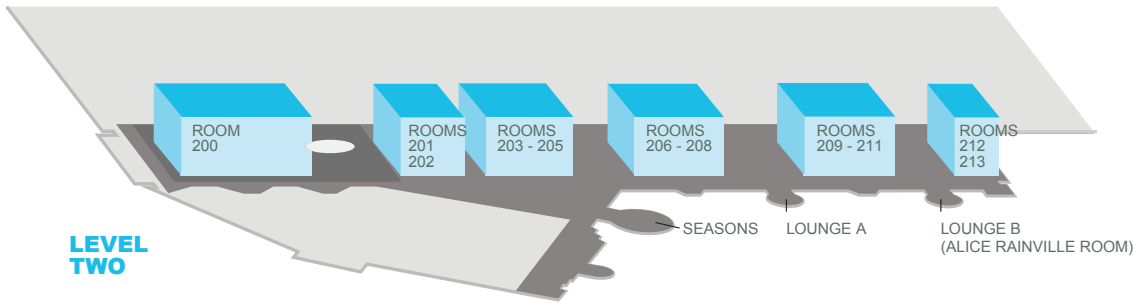 ROOM
200
ROOMS
201
202
ROOMS
203 - 205
ROOMS
206 - 208
ROOMS
209 - 211
ROOMS
212
213
SEASONS
LOUNGE A
LOUNGE B
(ALICE RAINVILLE ROOM)
LEVEL
TWO